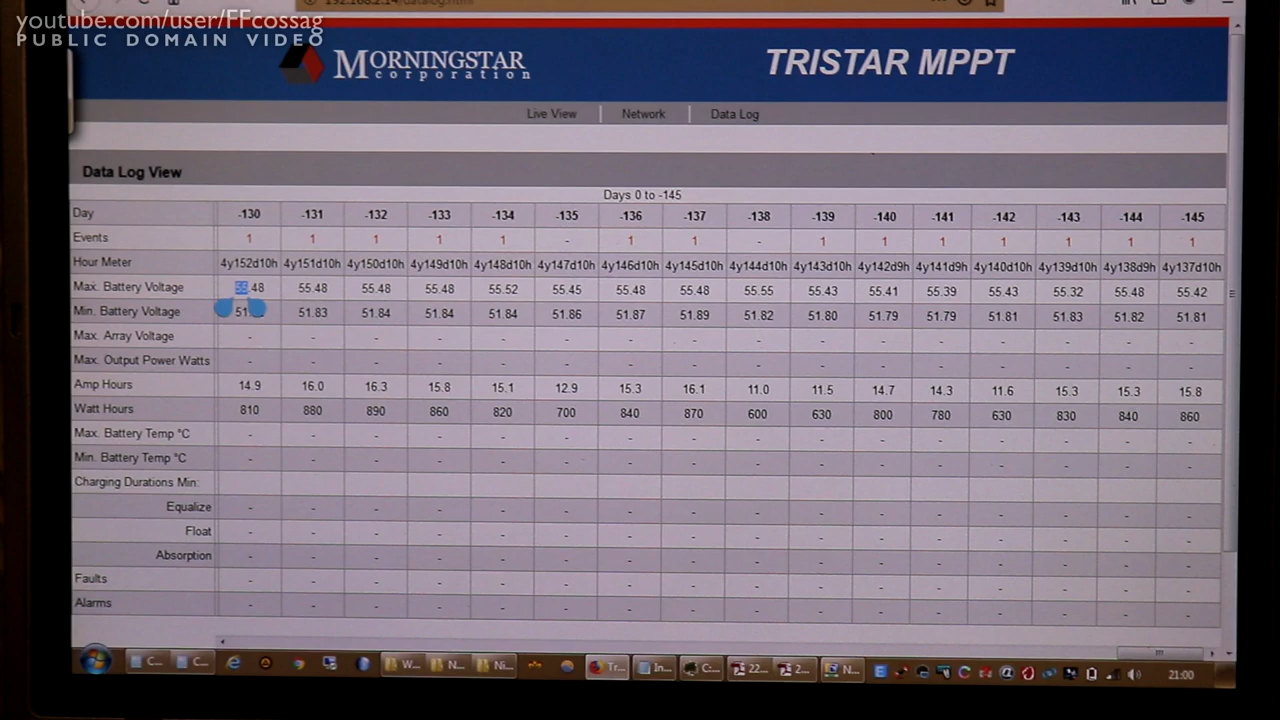 youtube.com/user/FFcossag
PUBLIC DOMAIN VIDEO
MORNINGSTAR
corporation
TRISTAR MPPT
Live View | Network | Data Log
Data Log View
Days 0 to -145
Day -130 -131 -132 -133 -134 -135 -136 -137 -138 -139 -140 -141 -142 -143 -144 -145
Events 1 1 1 1 1 - 1 1 - 1 1 1 1 1 1 1
Hour Meter 4y152d10h 4y151d10h 4y150d10h 4y149d10h 4y148d10h 4y147d10h 4y146d10h 4y145d10h 4y144d10h 4y143d10h 4y142d9h 4y141d9h 4y140d10h 4y139d10h 4y138d9h 4y137d10h
Max. Battery Voltage 55.48 55.48 55.48 55.48 55.52 55.45 55.48 55.48 55.55 55.43 55.41 55.39 55.43 55.32 55.48 55.42
Min. Battery Voltage 51.83 51.84 51.84 51.84 51.86 51.87 51.89 51.82 51.80 51.79 51.79 51.81 51.83 51.82 51.81
Max. Array Voltage - - - - - - - - - - - - - - - -
Max. Output Power Watts - - - - - - - - - - - - - - - -
Amp Hours 14.9 16.0 16.3 15.8 15.1 12.9 15.3 16.1 11.0 11.5 14.7 14.3 11.6 15.3 15.3 15.8
Watt Hours 810 880 890 860 820 700 840 870 600 630 800 780 630 830 840 860
Max. Battery Temp °C - - - - - - - - - - - - - - - -
Min. Battery Temp °C - - - - - - - - - - - - - - - -
Charging Durations Min:
Equalize - - - - - - - - - - - - - - - -
Float - - - - - - - - - - - - - - - -
Absorption - - - - - - - - - - - - - - - -
Faults - - - - - - - - - - - - - - - -
Alarms - - - - - - - - - - - - - - - -
C... C... W... N... Ni... Tr... In... C:... 22... 2... N... 21:00